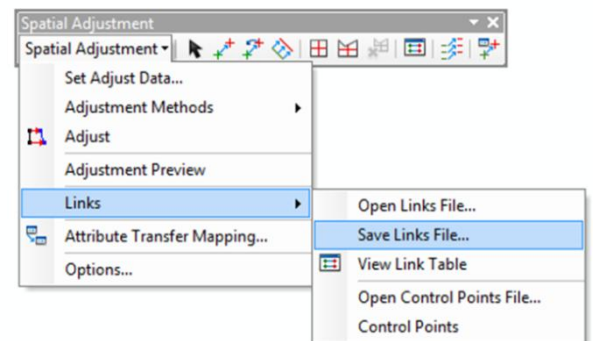 Spatial Adjustment
Spatial Adjustment
Set Adjust Data...
Adjustment Methods
Adjust
Adjustment Preview
Links
Attribute Transfer Mapping...
Options...
Open Links File...
Save Links File...
View Link Table
Open Control Points File...
Control Points